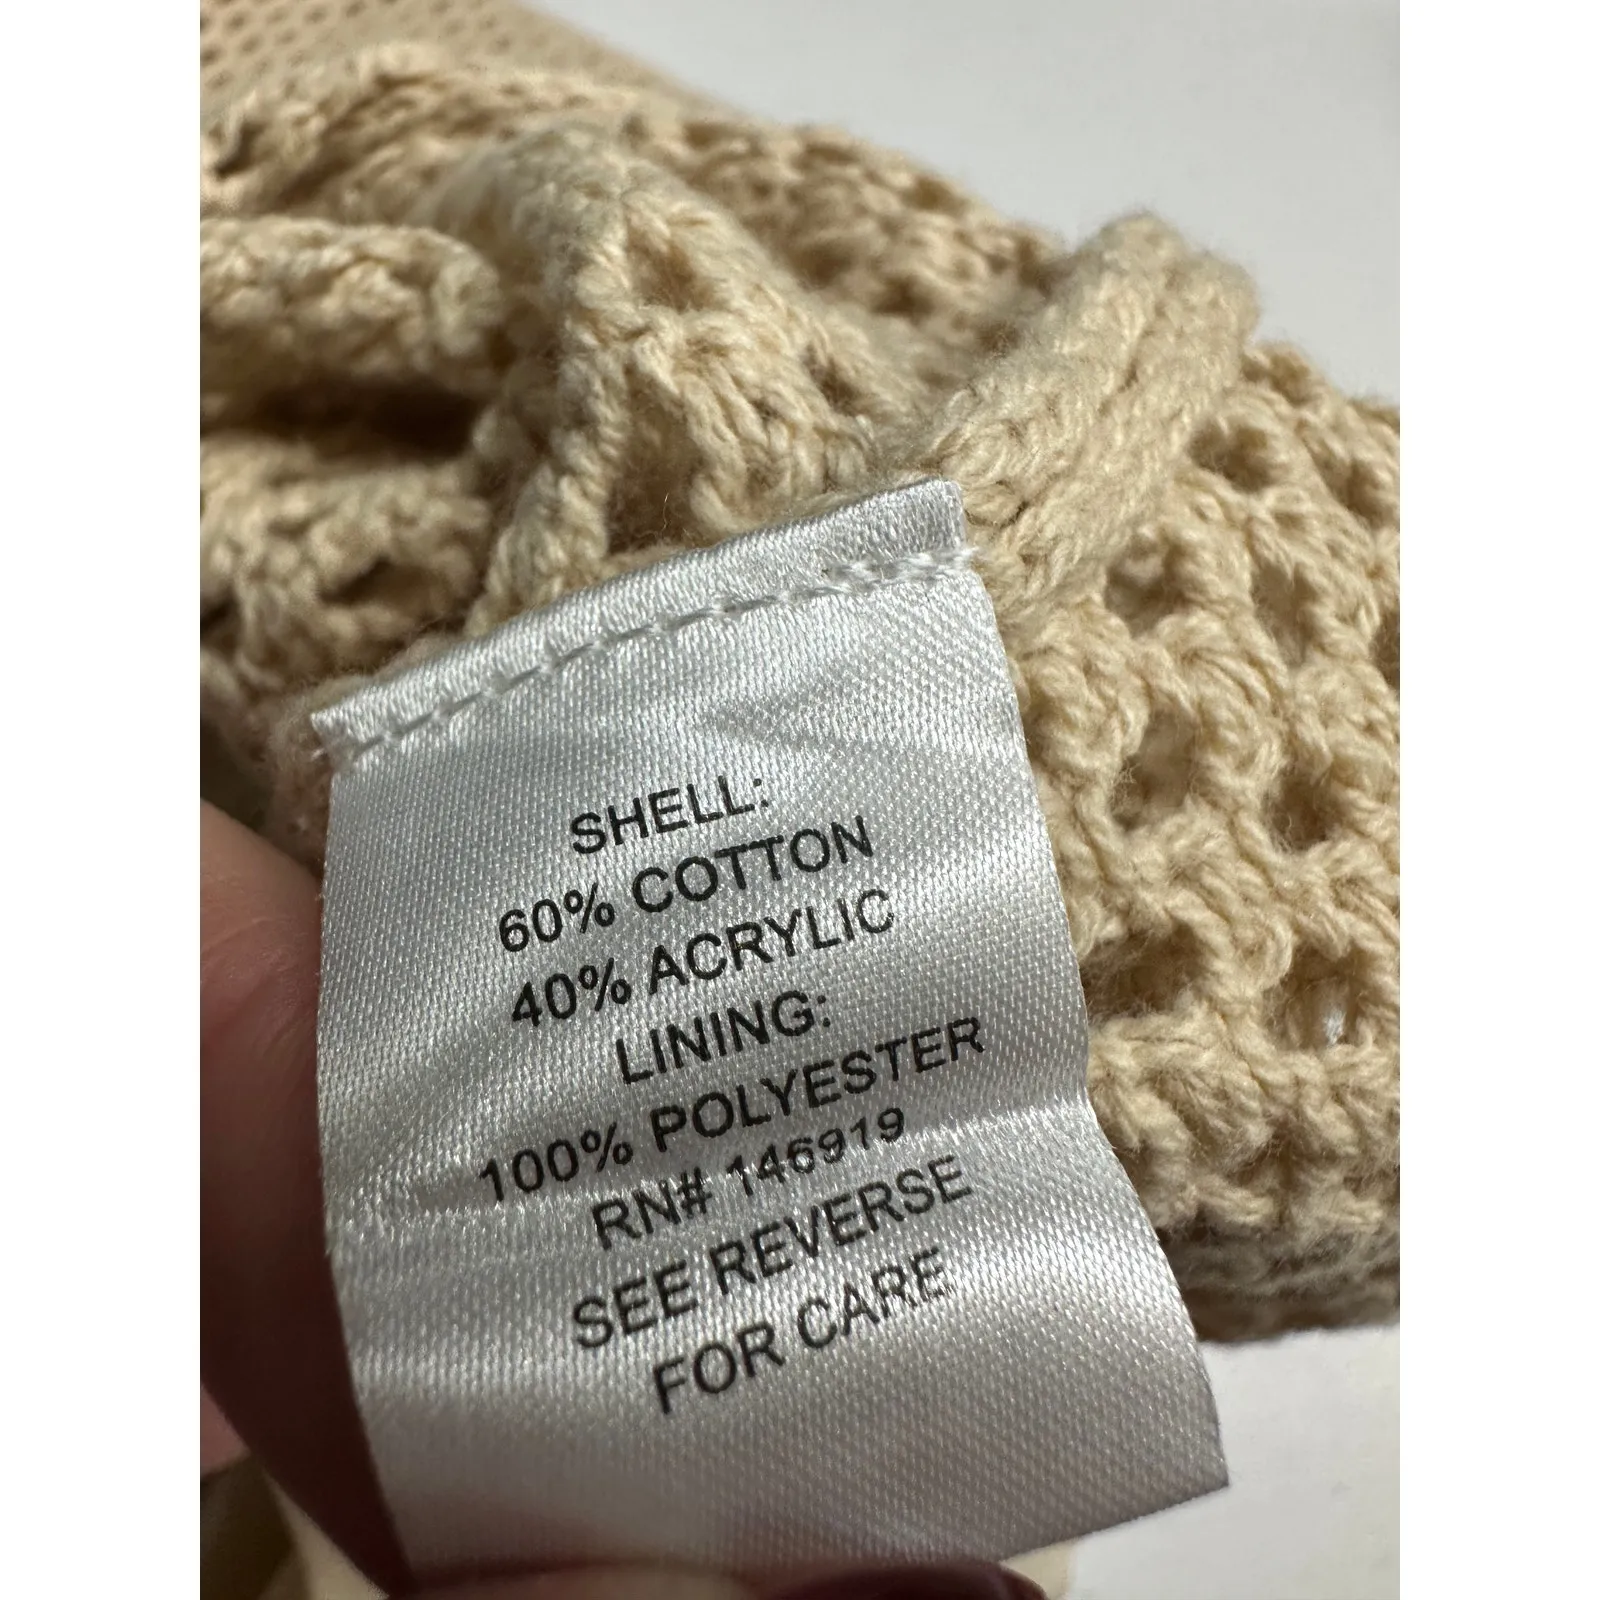 SHELL:
60% COTTON
40% ACRYLIC
LINING:
100% POLYESTER
RN# 146919
SEE REVERSE
FOR CARE